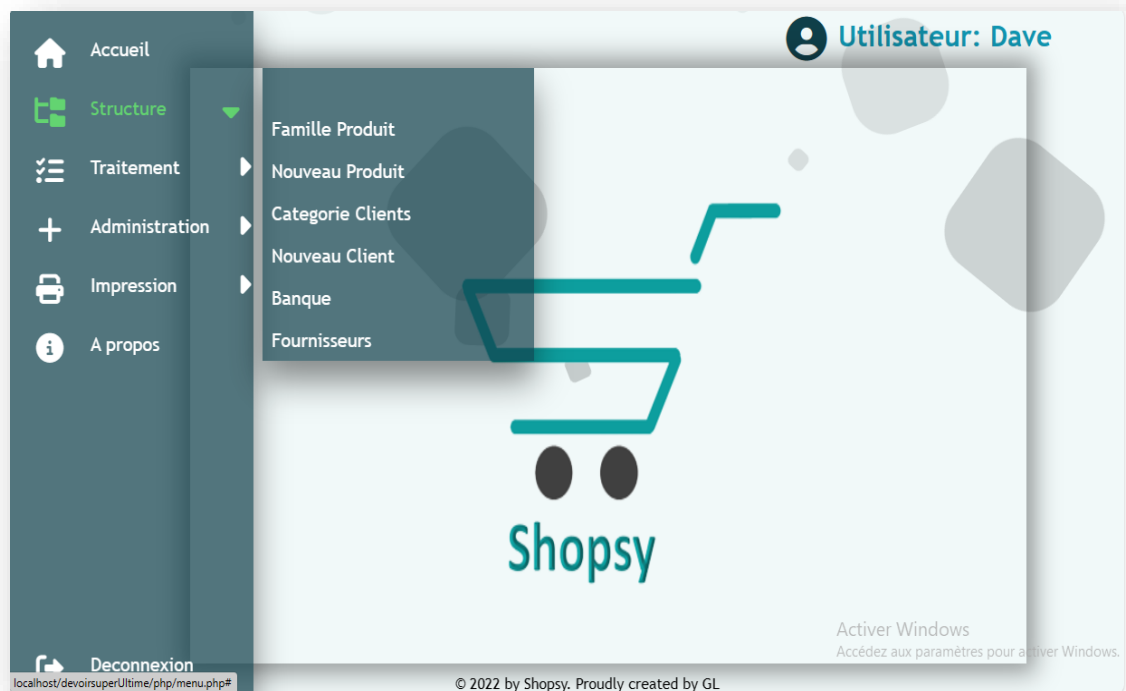 Accueil
Utilisateur: Dave
Structure
Famille Produit
Traitement
Nouveau Produit
Categorie Clients
Administration
Nouveau Client
Impression
Banque
A propos
Fournisseurs
Shopsy
Activer Windows
Accédez aux paramètres pour activer Windows.
Deconnexion
localhost/devoirsuperUltime/php/menu.php#
© 2022 by Shopsy. Proudly created by GL